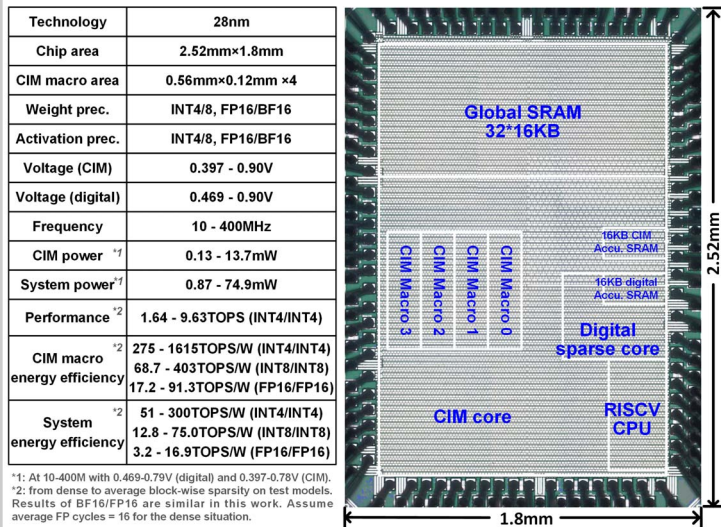 Technology 28nm
Chip area 2.52mm×1.8mm
CIM macro area 0.56mm×0.12mm ×4
Weight prec. INT4/8, FP16/BF16
Activation prec. INT4/8, FP16/BF16
Voltage (CIM) 0.397 - 0.90V
Voltage (digital) 0.469 - 0.90V
Frequency 10 - 400MHz
CIM power *1 0.13 - 13.7mW
System power *1 0.87 - 74.9mW
Performance *2 1.64 - 9.63TOPS (INT4/INT4)
CIM macro energy efficiency *2 275 - 1615TOPS/W (INT4/INT4)
68.7 - 403TOPS/W (INT8/INT8)
17.2 - 91.3TOPS/W (FP16/FP16)
System energy efficiency *2 51 - 300TOPS/W (INT4/INT4)
12.8 - 75.0TOPS/W (INT8/INT8)
3.2 - 16.9TOPS/W (FP16/FP16)
*1: At 10-400M with 0.469-0.79V (digital) and 0.397-0.78V (CIM).
*2: from dense to average block-wise sparsity on test models.
Results of BF16/FP16 are similar in this work. Assume
average FP cycles = 16 for the dense situation.
Global SRAM
32*16KB
16KB CIM
Accu. SRAM
CIM Macro 3
CIM Macro 2
CIM Macro 1
CIM Macro 0
16KB digital
Accu. SRAM
Digital
sparse core
CIM core
RISCV
CPU
2.52mm
1.8mm